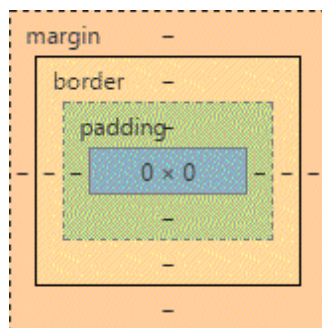 margin –
border –
padding –
– – – 0 × 0 – – –
–
–
–